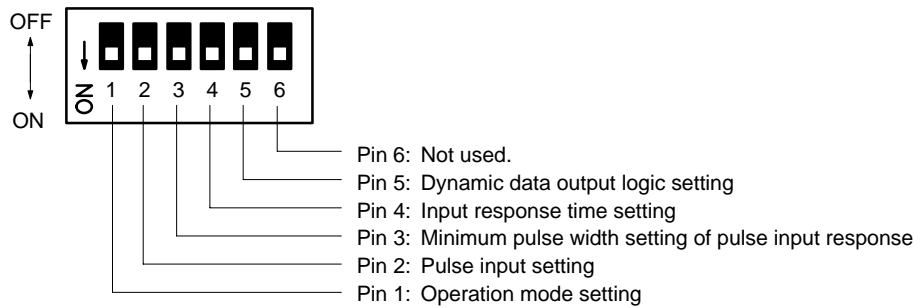 OFF
ON
ON
1 2 3 4 5 6
Pin 6: Not used.
Pin 5: Dynamic data output logic setting
Pin 4: Input response time setting
Pin 3: Minimum pulse width setting of pulse input response
Pin 2: Pulse input setting
Pin 1: Operation mode setting